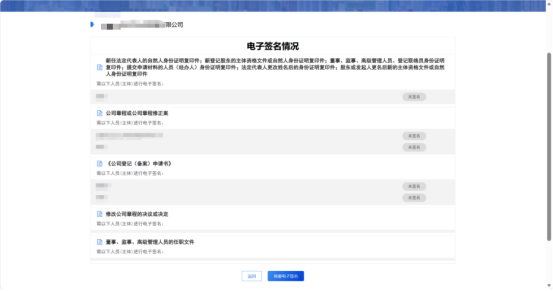 限公司
电子签名情况
新任法定代表人的自然人身份证明复印件；新登记股东的主体资格文件或自然人身份证明复印件；董事、监事、高级管理人员、登记联络员身份证明
复印件；提交申请材料的人员（经办人）身份证明复印件；法定代表人更改姓名后的身份证明复印件；股东或发起人更名后新的主体资格文件或自然
人身份证明复印件
需以下人员(主体)进行电子签名：
未签名
公司章程或公司章程修正案
需以下人员(主体)进行电子签名：
未签名
未签名
《公司登记（备案）申请书》
需以下人员(主体)进行电子签名：
未签名
未签名
修改公司章程的决议或决定
需以下人员(主体)进行电子签名：
董事、监事、高级管理人员的任职文件
需以下人员(主体)进行电子签名：
返回
电子签名